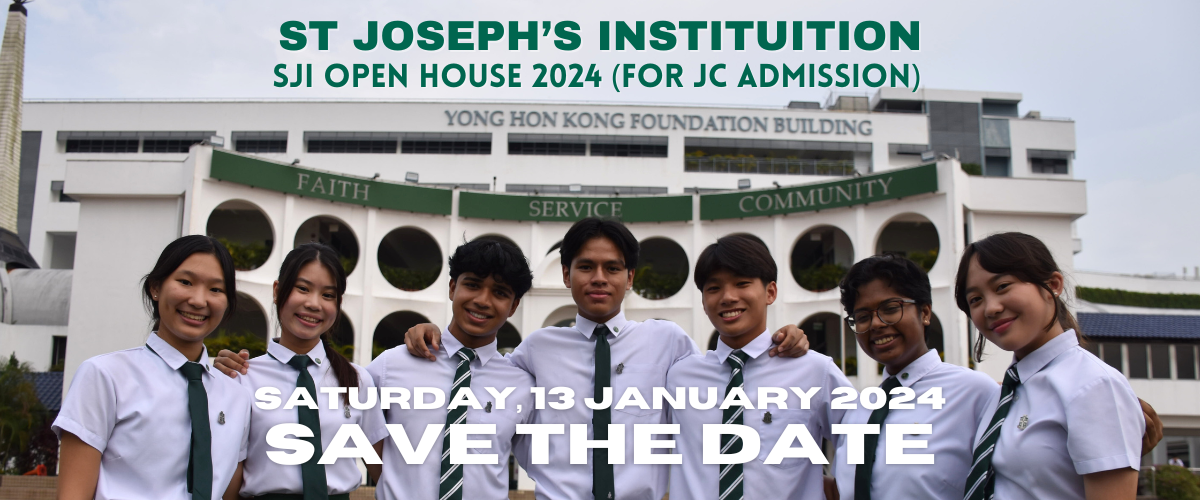 ST JOSEPH'S INSTITUITION
SJI OPEN HOUSE 2024 (FOR JC ADMISSION)
YONG HON KONG FOUNDATION BUILDING
FAITH
SERVICE
COMMUNITY
SATURDAY, 13 JANUARY 2024
SAVE THE DATE